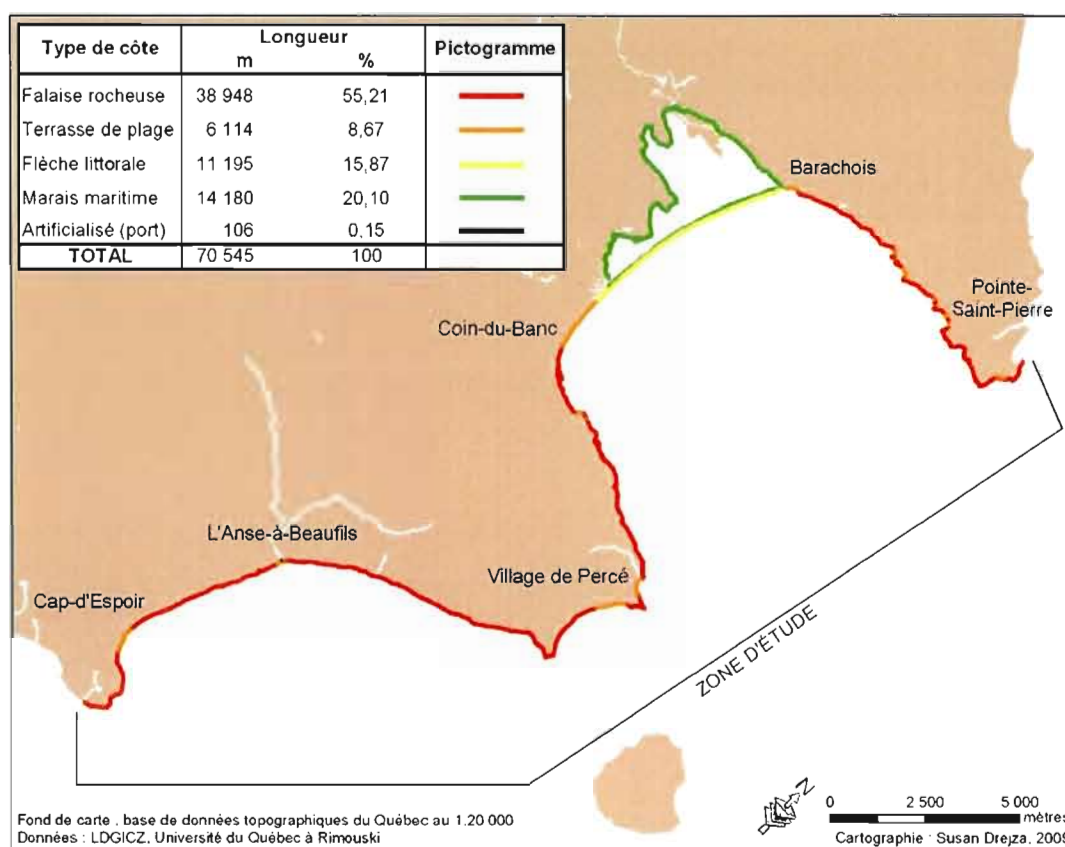 Type de côte Longueur Pictogramme
m %
Falaise rocheuse 38 948 55,21
Terrasse de plage 6 114 8,67
Flèche littorale 11 195 15,87
Marais maritime 14 180 20,10
Artificialisé (port) 106 0,15
TOTAL 70 545 100
Barachois
Pointe-
Saint-Pierre
Coin-du-Banc
L'Anse-à-Beaufils
Village de Percé
Cap-d'Espoir
ZONE D'ÉTUDE
N
0 2 500 5 000
mètres
Fond de carte : base de données topographiques du Québec au 1:20 000
Données : LDGICZ, Université du Québec à Rimouski
Cartographie : Susan Drejza, 2009